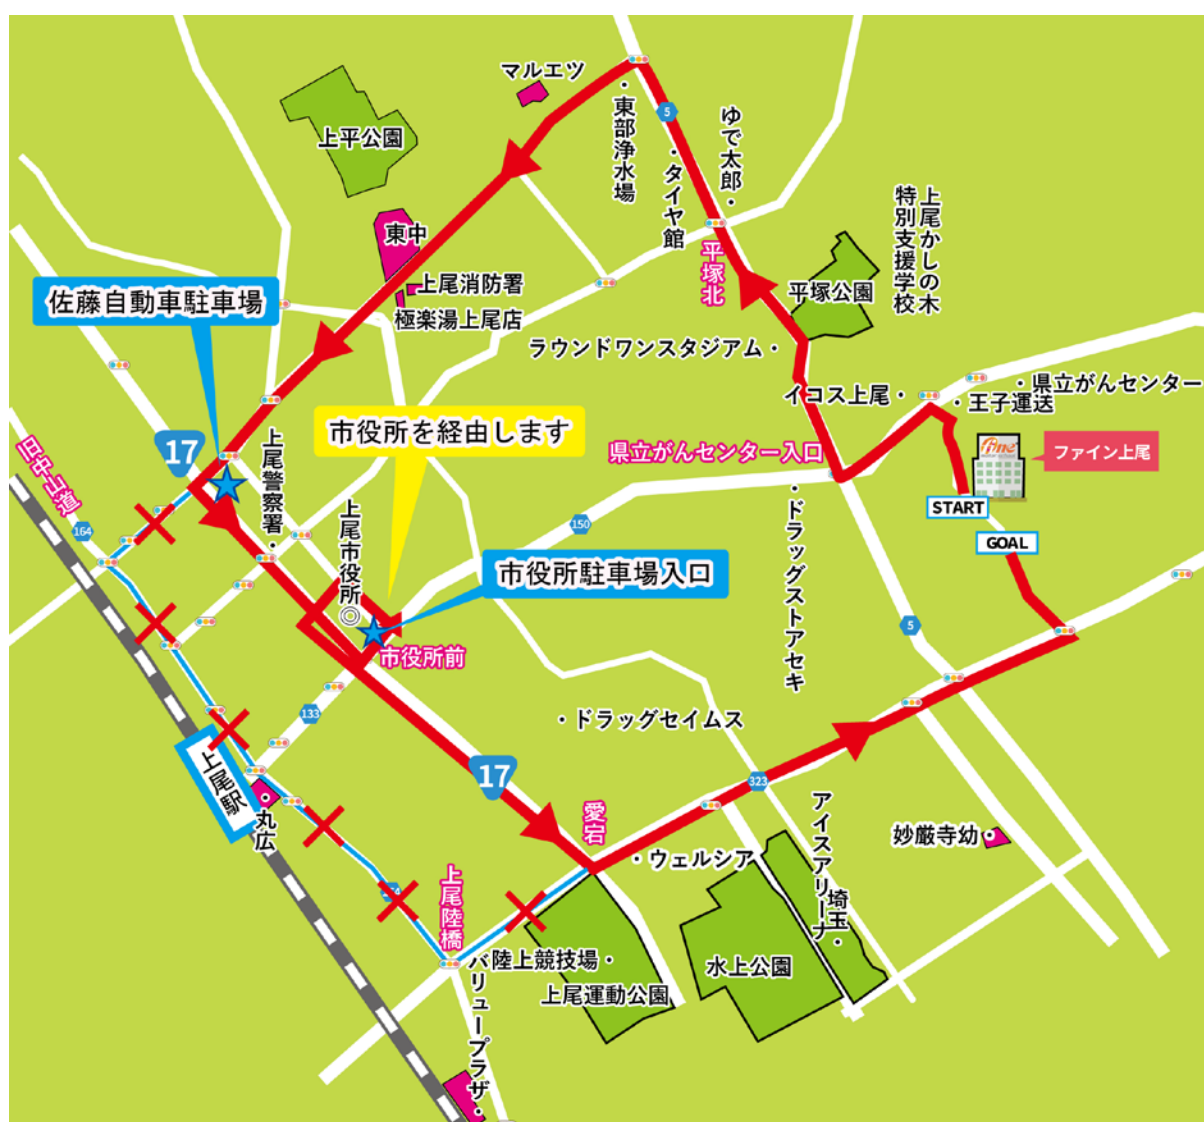 マルエツ
上平公園
・東部浄水場
5
・タイヤ館
ゆで太郎・
東中
上尾消防署
極楽湯上尾店
佐藤自動車駐車場
平塚北
平塚公園
上尾かしの木
特別支援学校
ラウンドワンスタジアム・
イコス上尾・
・県立がんセンター
・王子運送
市役所を経由します
県立がんセンター入口
fine
ファイン上尾
START
GOAL
17
旧中山道
164
上尾警察署・
上尾市役所
150
市役所駐車場入口
・ドラッグストアセキ
5
市役所前
133
・ドラッグセイムス
上尾駅
・丸広
17
323
愛宕
・ウェルシア
アイスアリーナ
埼玉・
妙厳寺幼・
上尾陸橋
陸上競技場・
上尾運動公園
水上公園
バリュープラザ・